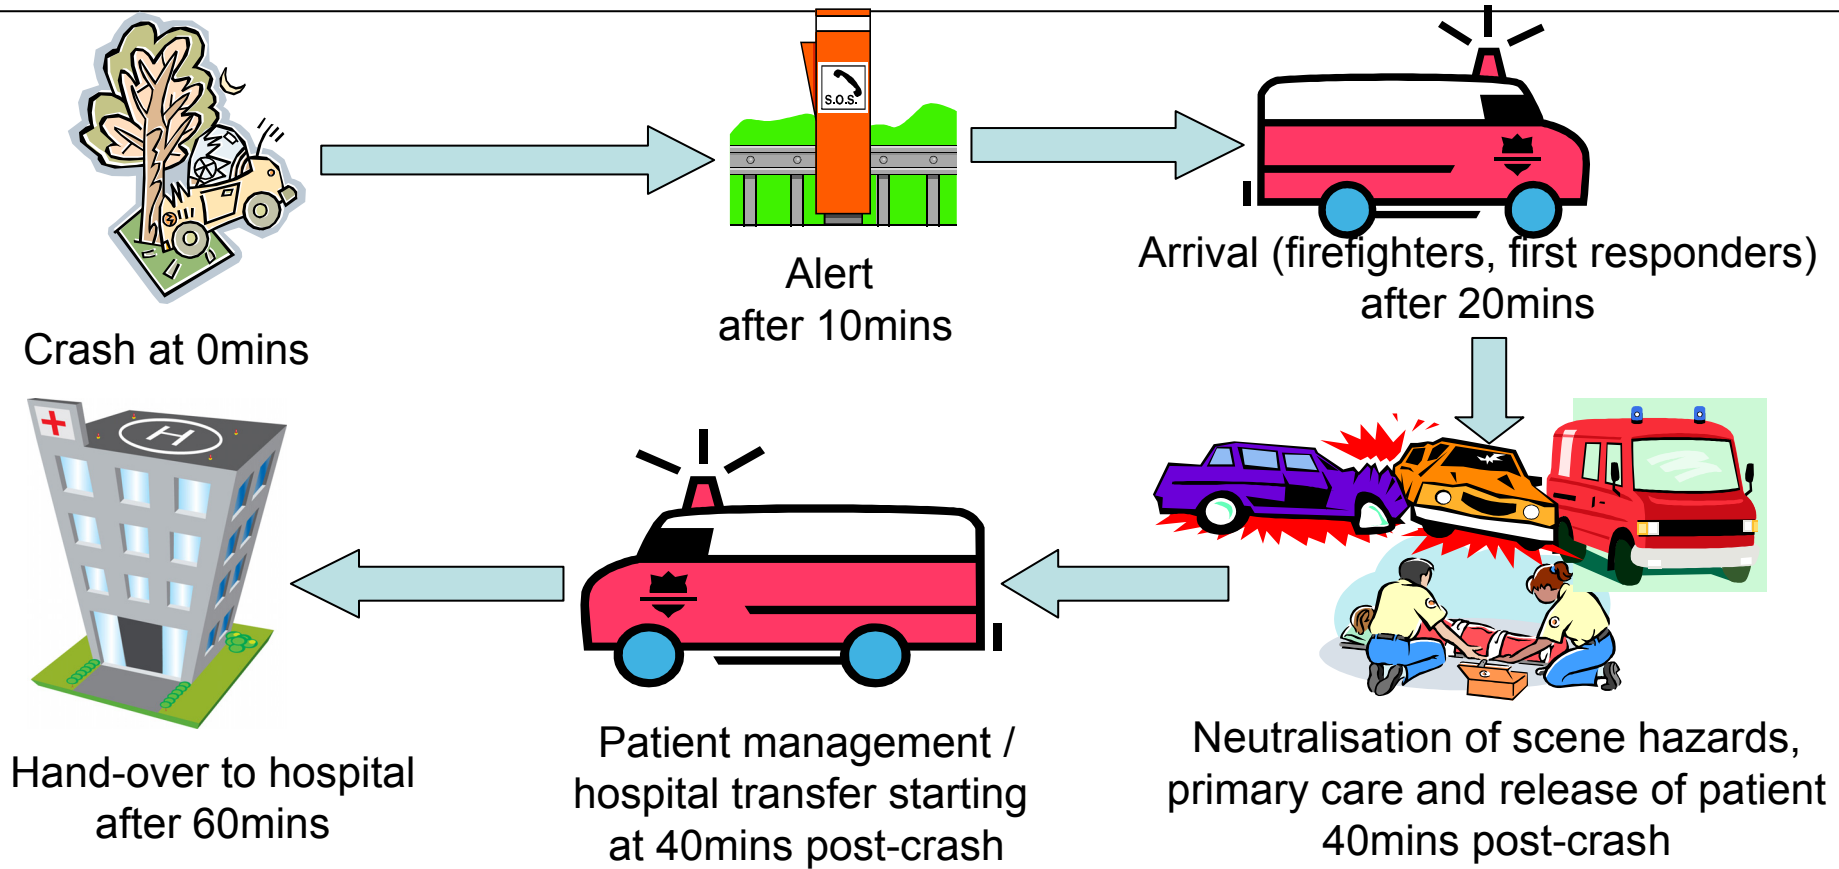 S.O.S.
Crash at 0mins
Alert
after 10mins
Arrival (firefighters, first responders)
after 20mins
Neutralisation of scene hazards,
primary care and release of patient
40mins post-crash
Patient management /
hospital transfer starting
at 40mins post-crash
H
Hand-over to hospital
after 60mins